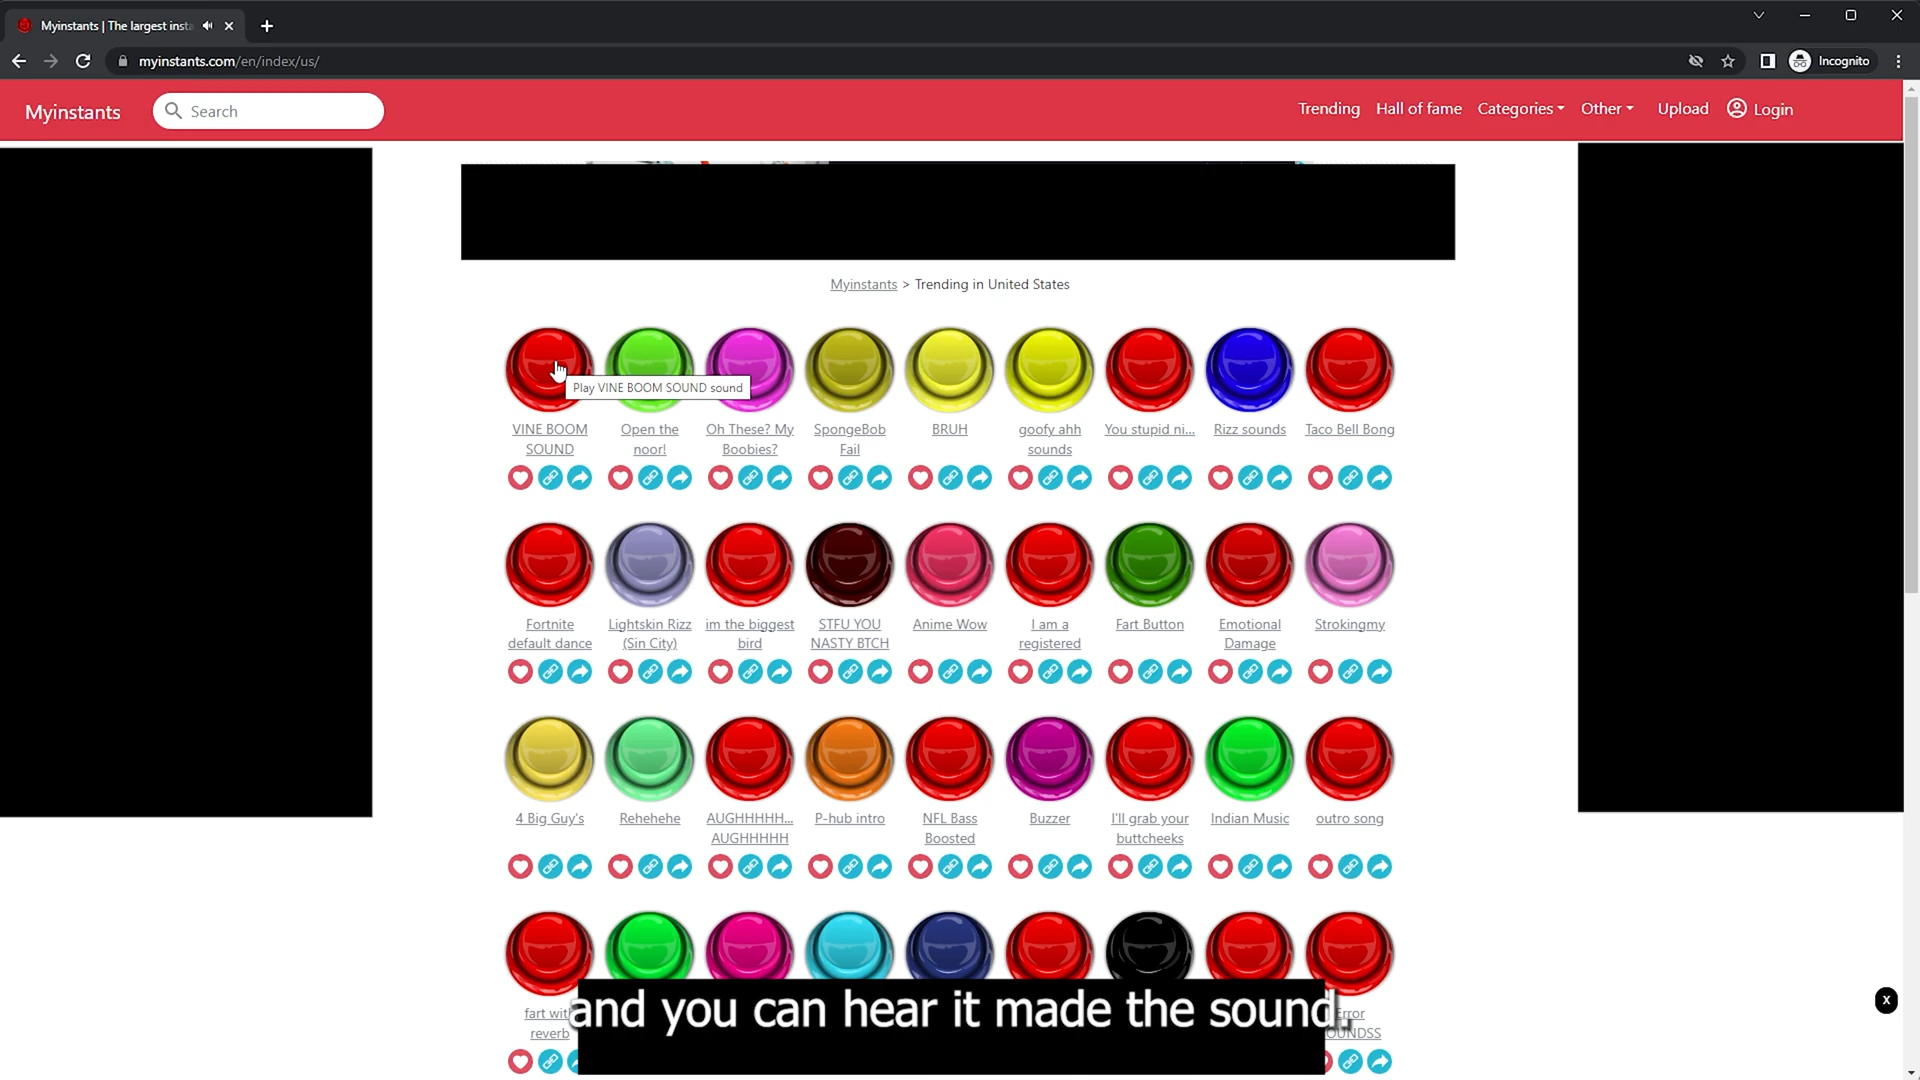 Myinstants | The largest insta
myinstants.com/en/index/us/
Incognito
Myinstants
Search
Trending
Hall of fame
Categories
Other
Upload
Login
Myinstants > Trending in United States
Play VINE BOOM SOUND sound
VINE BOOM
SOUND
Open the
noor!
Oh These? My
Boobies?
SpongeBob
Fail
BRUH
goofy ahh
sounds
You stupid ni...
Rizz sounds
Taco Bell Bong
Fortnite
default dance
Lightskin Rizz
(Sin City)
im the biggest
bird
STFU YOU
NASTY BTCH
Anime Wow
I am a
registered
Fart Button
Emotional
Damage
Strokingmy
4 Big Guy's
Rehehehe
AUGHHHHH...
AUGHHHHH
P-hub intro
NFL Bass
Boosted
Buzzer
I'll grab your
buttcheeks
Indian Music
outro song
fart with
reverb
Error
and you can hear it made the sound.
X